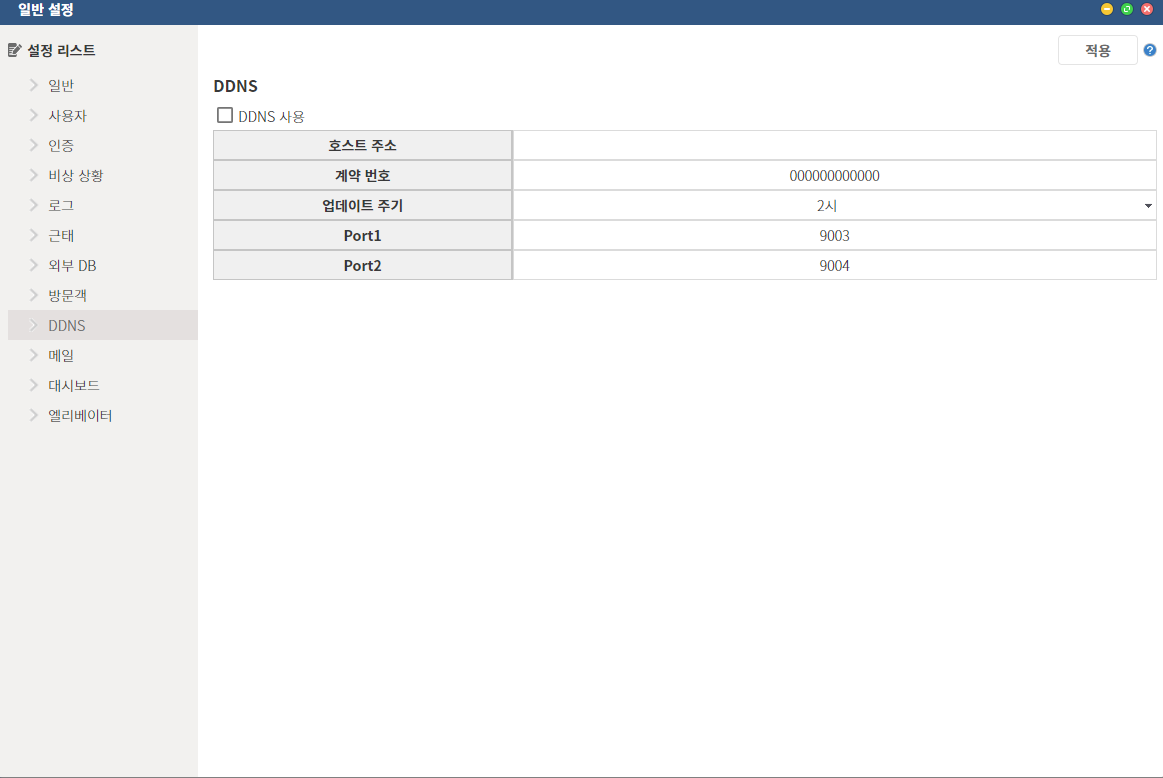 일반 설정
설정 리스트
일반
사용자
인증
비상 상황
로그
근태
외부 DB
방문객
DDNS
메일
대시보드
엘리베이터
적용
?
DDNS
DDNS 사용
호스트 주소
계약 번호 000000000000
업데이트 주기 2시
Port1 9003
Port2 9004